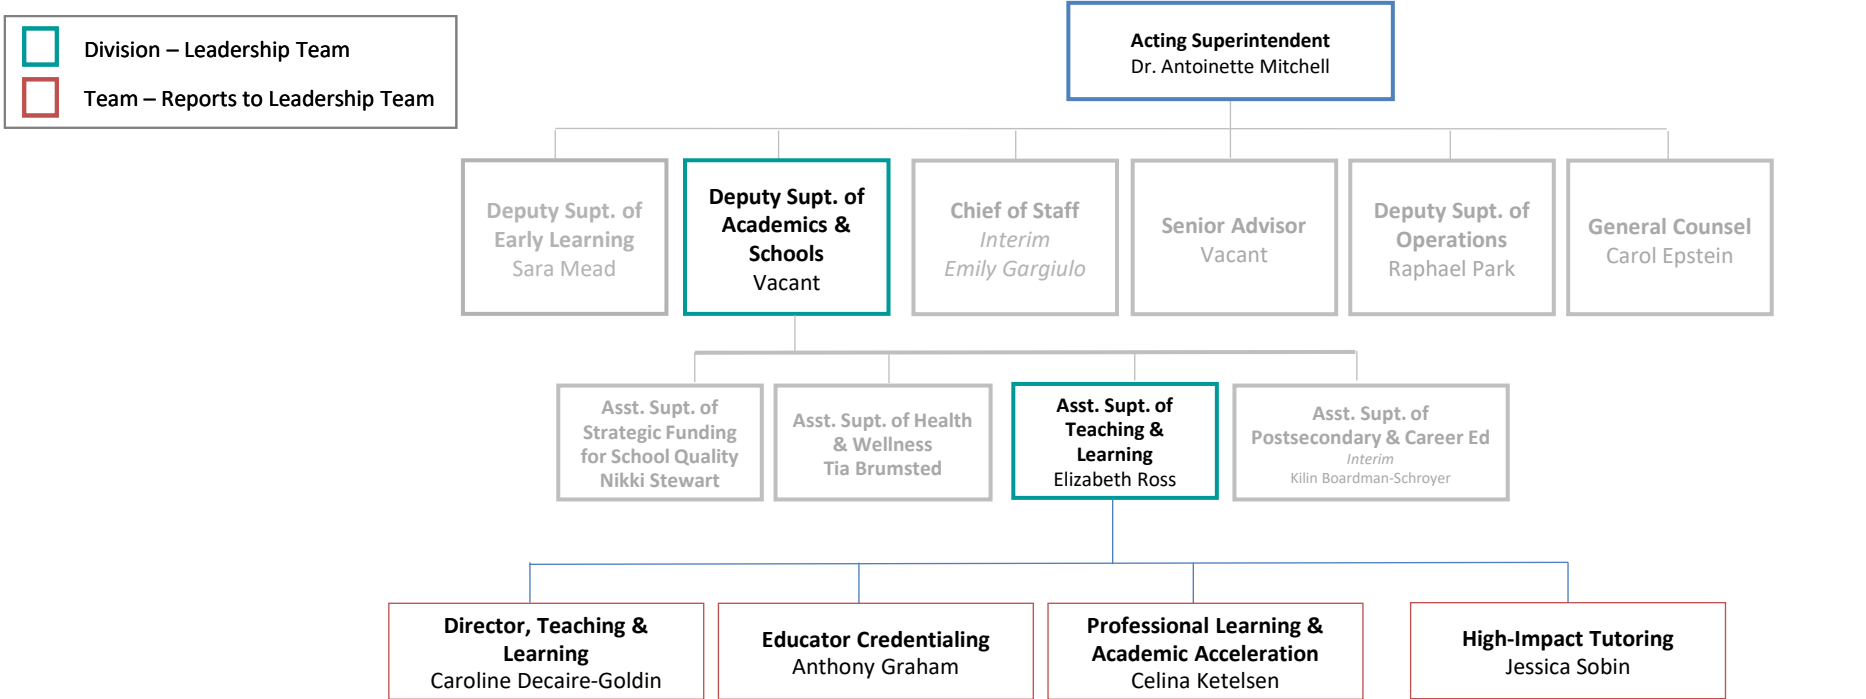 Division – Leadership Team
Team – Reports to Leadership Team
Acting Superintendent
Dr. Antoinette Mitchell
Deputy Supt. of
Early Learning
Sara Mead
Deputy Supt. of
Academics &
Schools
Vacant
Chief of Staff
Interim
Emily Gargiulo
Senior Advisor
Vacant
Deputy Supt. of
Operations
Raphael Park
General Counsel
Carol Epstein
Asst. Supt. of
Strategic Funding
for School Quality
Nikki Stewart
Asst. Supt. of Health
& Wellness
Tia Brumsted
Asst. Supt. of
Teaching &
Learning
Elizabeth Ross
Asst. Supt. of
Postsecondary & Career Ed
Interim
Kilin Boardman-Schroyer
Director, Teaching &
Learning
Caroline Decaire-Goldin
Educator Credentialing
Anthony Graham
Professional Learning &
Academic Acceleration
Celina Ketelsen
High-Impact Tutoring
Jessica Sobin